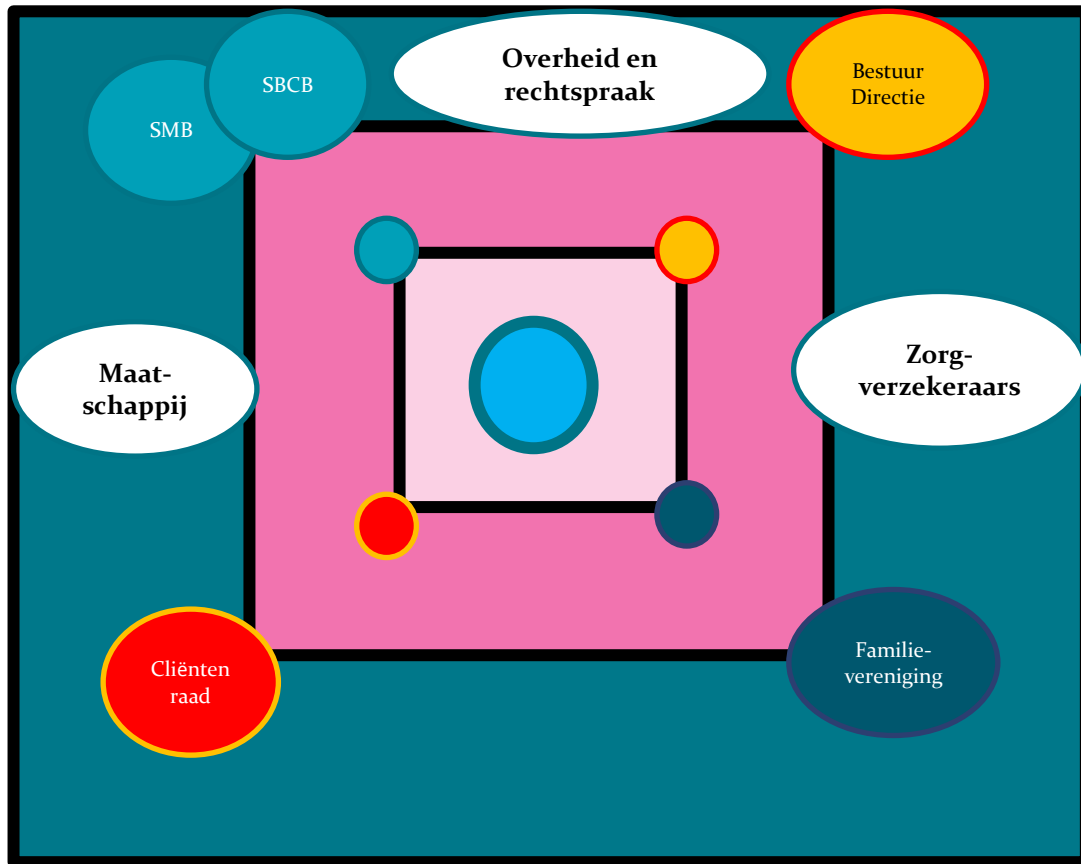 Overheid en
rechtspraak
SBCB
SMB
Bestuur
Directie
Maat-
schappij
Zorg-
verzekeraars
Cliënten
raad
Familie-
vereniging